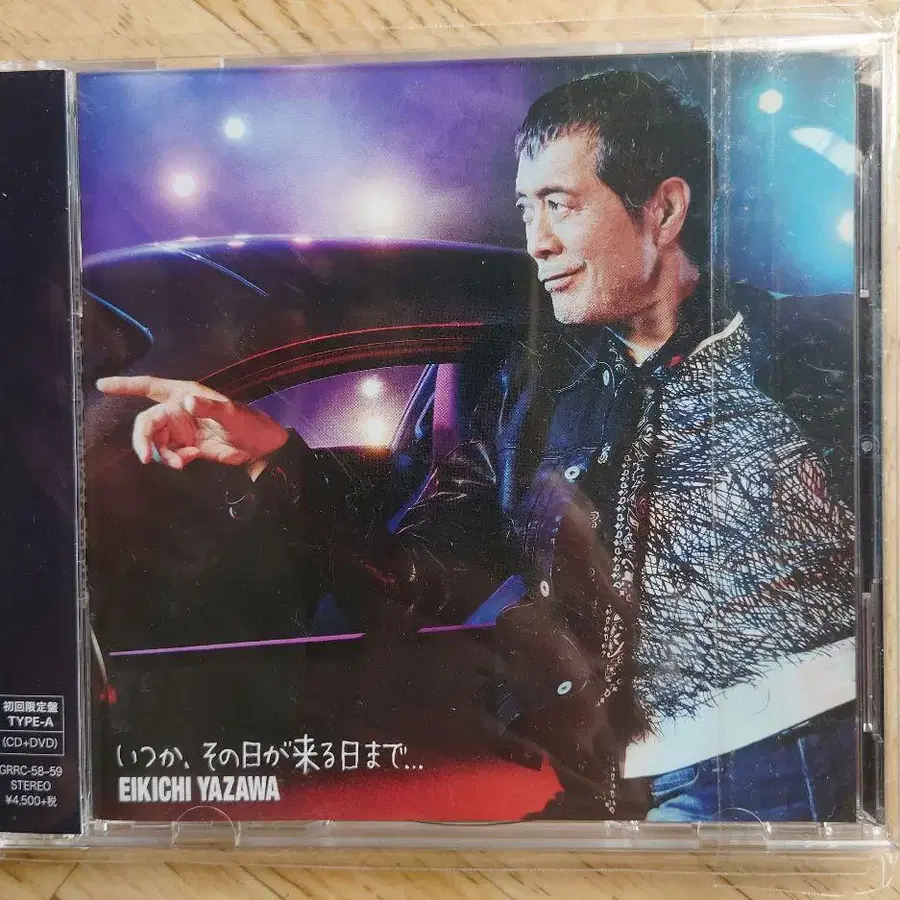 初回限定盤
TYPE-A
(CD+DVD)
GRRC-58-59
STEREO
¥4,500+税
いつか、その日が来る日まで...
EIKICHI YAZAWA